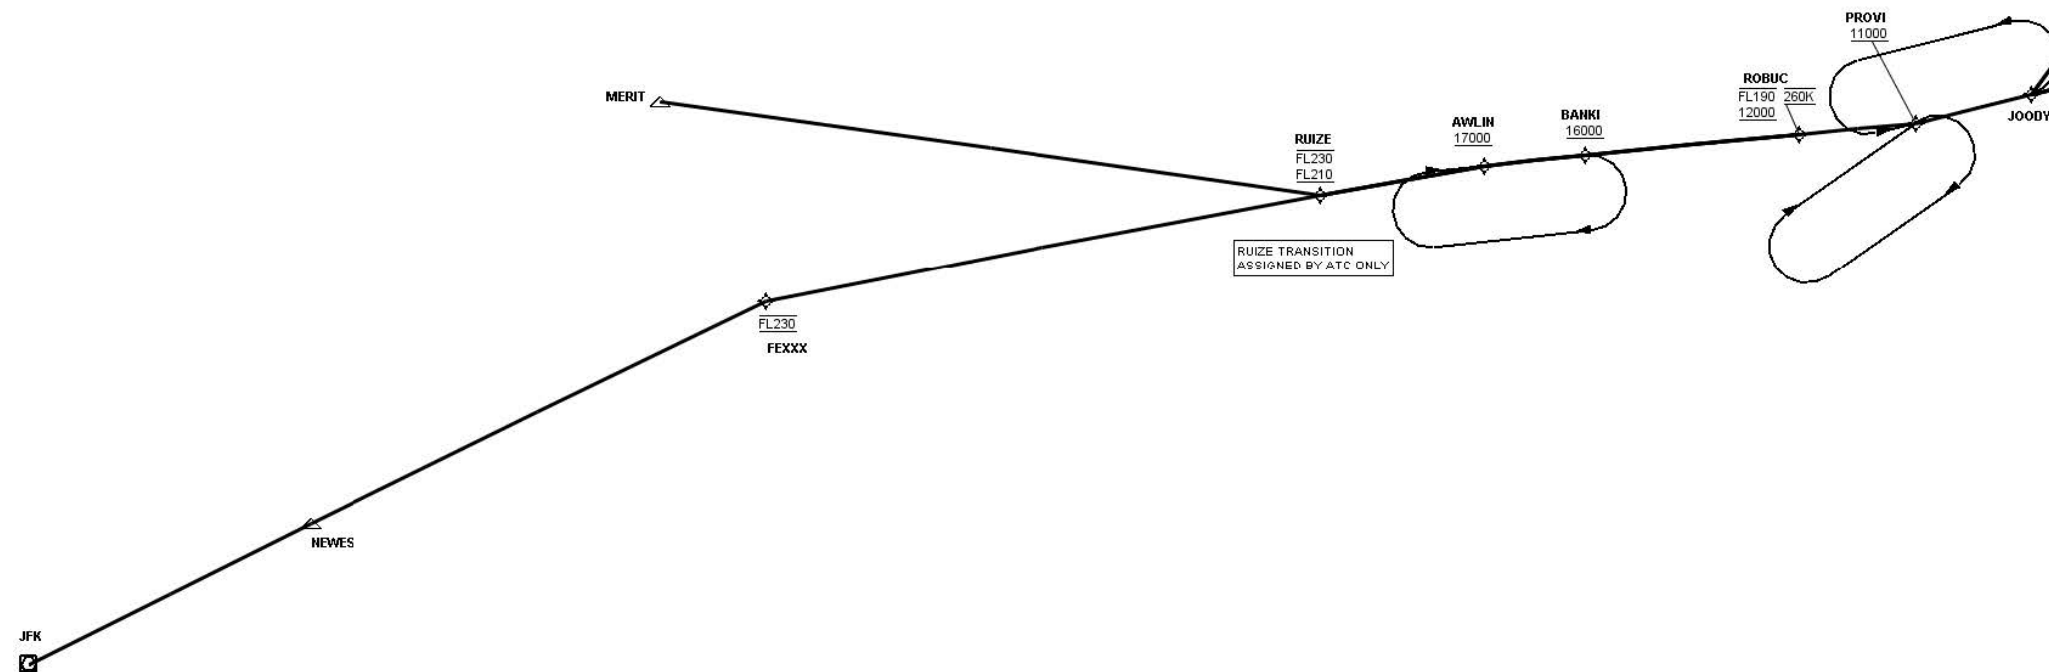 PROVI
11000
ROBUC
FL190 260K
12000
MERIT
JOODY
AWLIN
17000
BANKI
16000
RUIZE
FL230
FL210
RUIZE TRANSITION
ASSIGNED BY ATC ONLY
FL230
FEXXX
NEWES
JFK